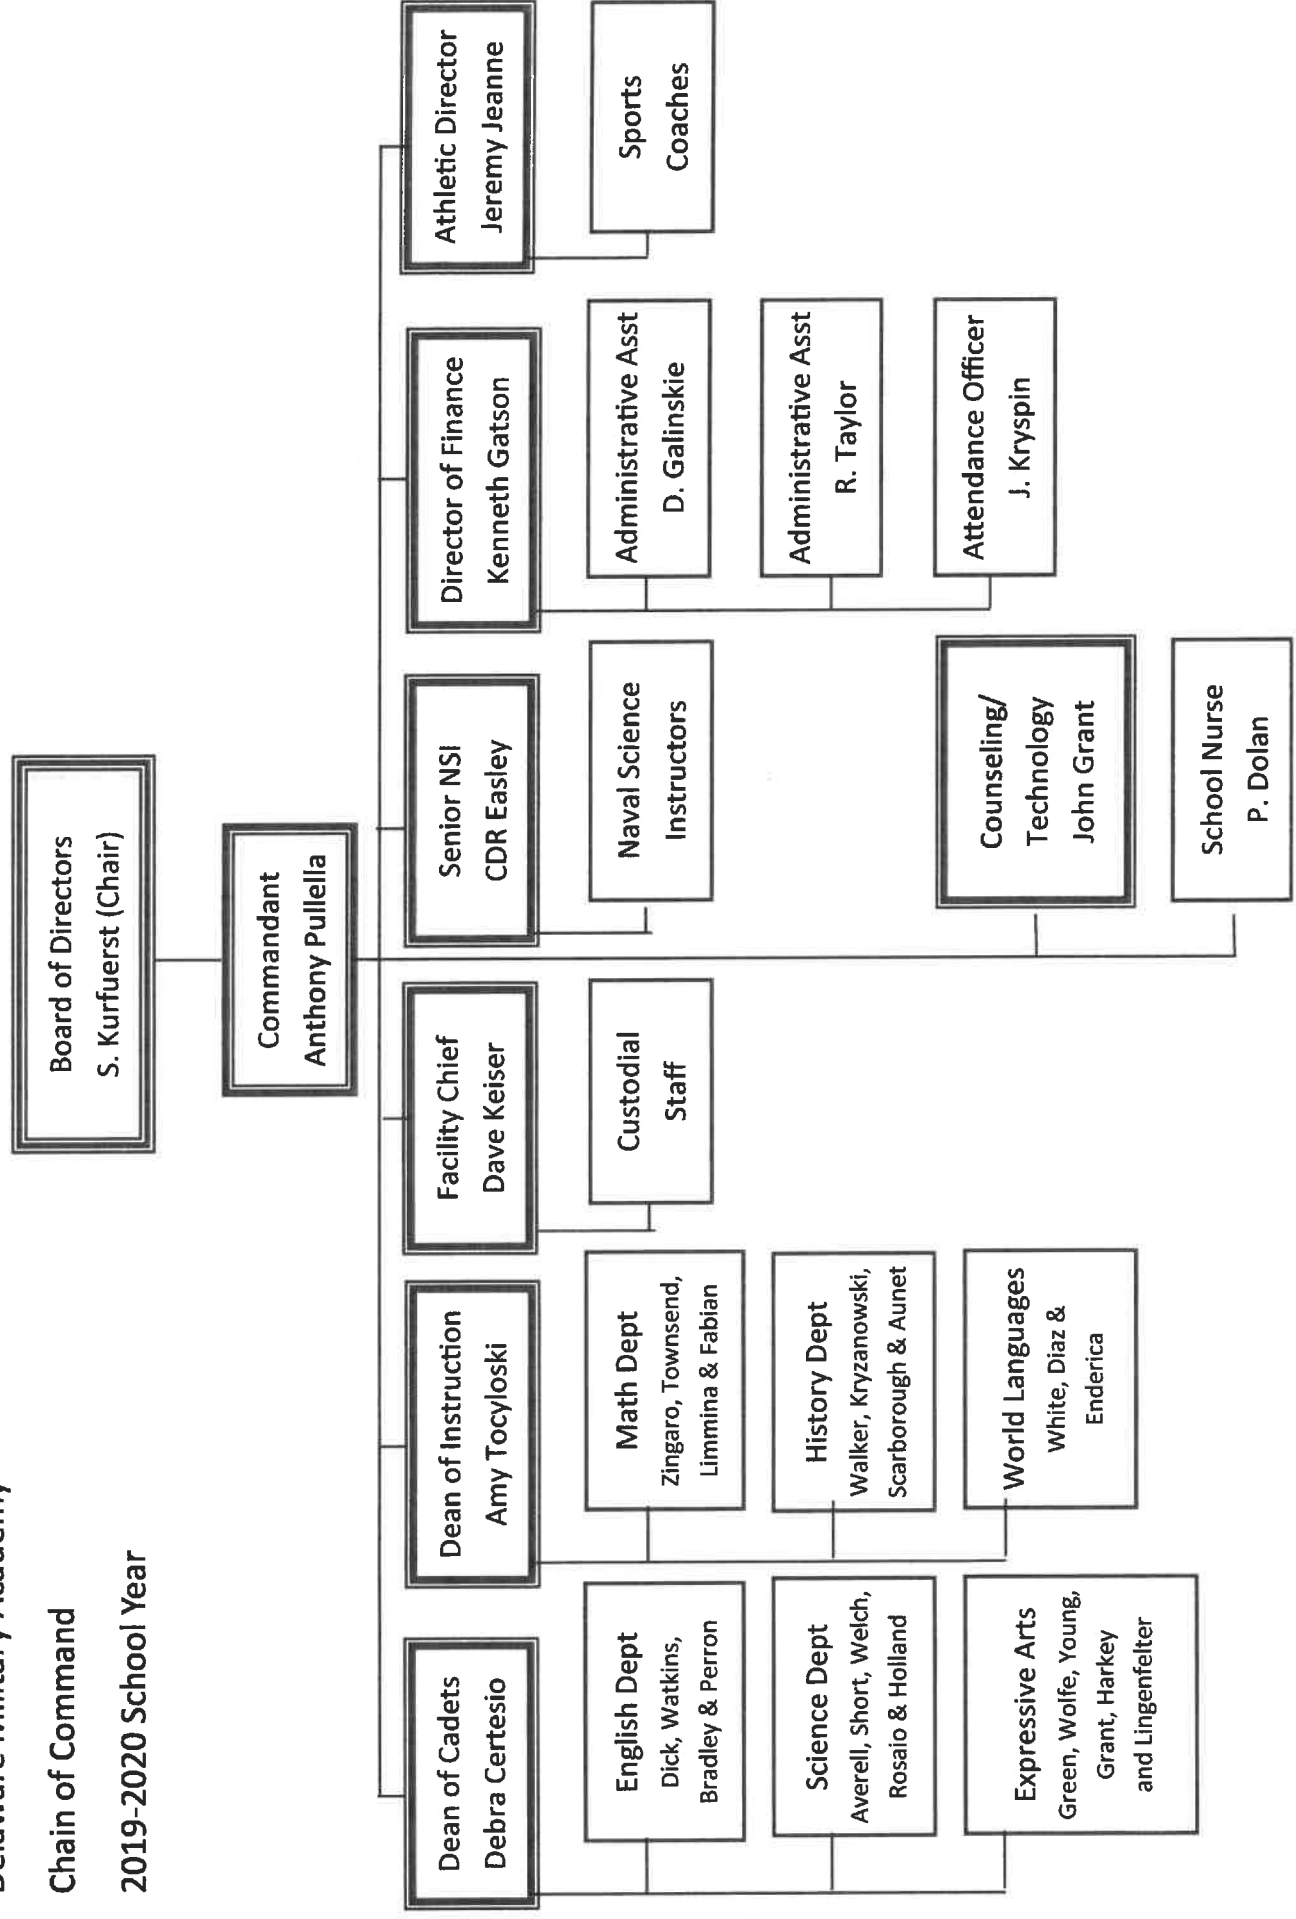 Delaware Military Academy
Chain of Command
2019-2020 School Year
Board of Directors
S. Kurfuerst (Chair)
Commandant
Anthony Pullella
Dean of Cadets
Debra Certesio
English Dept
Dick, Watkins,
Bradley & Perron
Science Dept
Averell, Short, Welch,
Rosaio & Holland
Expressive Arts
Green, Wolfe, Young,
Grant, Harkey
and Lingenfelter
Dean of Instruction
Amy Tocyloski
Math Dept
Zingaro, Townsend,
Limmina & Fabian
History Dept
Walker, Kryzanowski,
Scarborough & Aunet
World Languages
White, Diaz &
Enderica
Facility Chief
Dave Keiser
Custodial
Staff
Senior NSI
CDR Easley
Naval Science
Instructors
Counseling/
Technology
John Grant
School Nurse
P. Dolan
Director of Finance
Kenneth Gatson
Administrative Asst
D. Galinskie
Administrative Asst
R. Taylor
Attendance Officer
J. Kryspin
Athletic Director
Jeremy Jeanne
Sports
Coaches